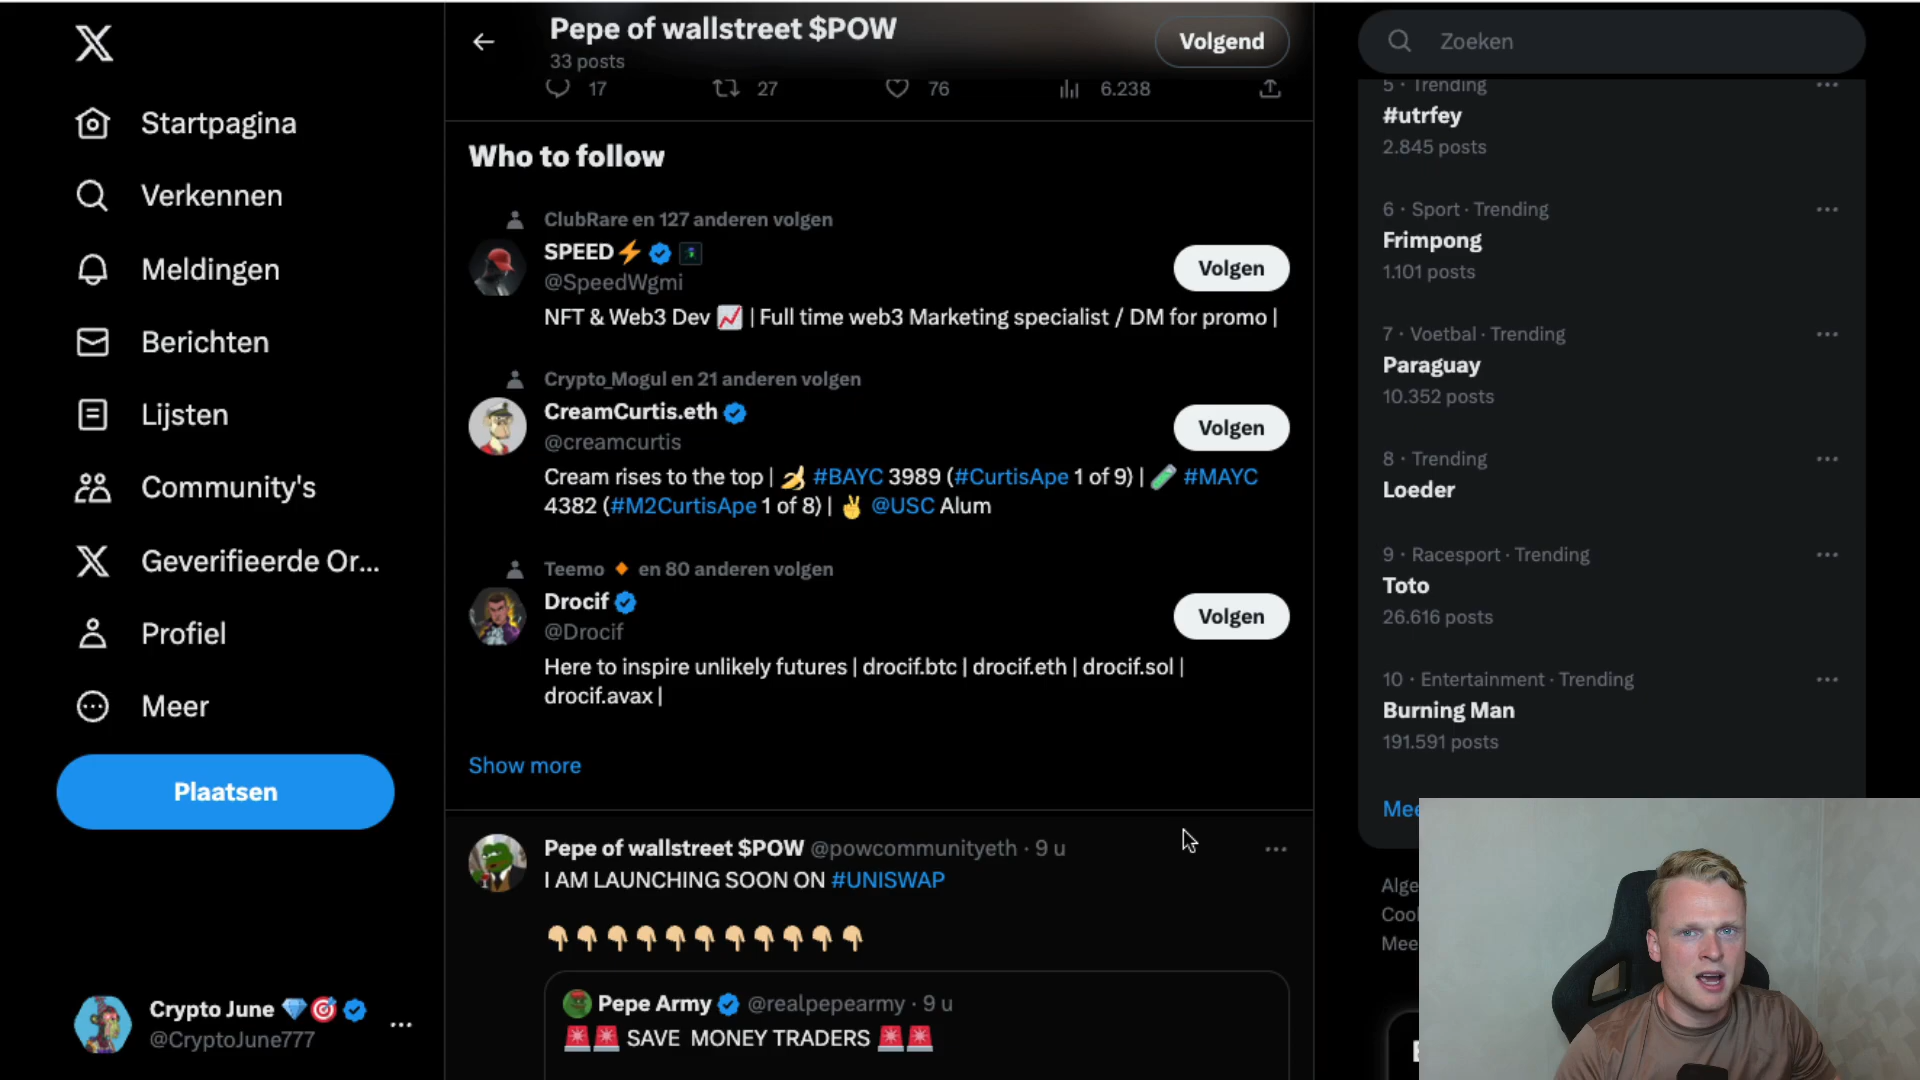 Startpagina
Verkennen
Meldingen
Berichten
Lijsten
Community's
Geverifieerde Or...
Profiel
Meer
Plaatsen
Crypto June
@CryptoJune777
Pepe of wallstreet $POW
33 posts
Volgend
17 27 76 6.238
Who to follow
ClubRare en 127 anderen volgen
SPEED
@SpeedWgmi
Volgen
NFT & Web3 Dev | Full time web3 Marketing specialist / DM for promo |
Crypto_Mogul en 21 anderen volgen
CreamCurtis.eth
@creamcurtis
Volgen
Cream rises to the top | #BAYC 3989 (#CurtisApe 1 of 9) | #MAYC
4382 (#M2CurtisApe 1 of 8) | @USC Alum
Teemo en 80 anderen volgen
Drocif
@Drocif
Volgen
Here to inspire unlikely futures | drocif.btc | drocif.eth | drocif.sol |
drocif.avax |
Show more
Pepe of wallstreet $POW @powcommunityeth · 9 u
I AM LAUNCHING SOON ON #UNISWAP
Pepe Army @realpepearmy · 9 u
SAVE MONEY TRADERS
Zoeken
5 · Trending
#utrfey
2.845 posts
6 · Sport · Trending
Frimpong
1.101 posts
7 · Voetbal · Trending
Paraguay
10.352 posts
8 · Trending
Loeder
9 · Racesport · Trending
Toto
26.616 posts
10 · Entertainment · Trending
Burning Man
191.591 posts
Mee
Alge
Mee